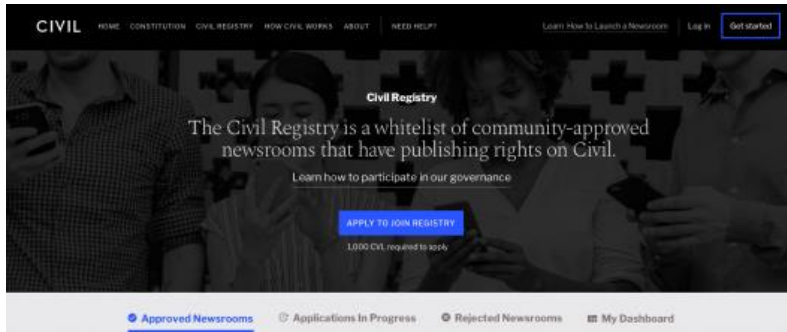 CIVIL HOME CONSTITUTION CIVIL REGISTRY HOW CIVIL WORKS ABOUT NEED HELP? Learn How to Launch a Newsroom Log in Get started
Civil Registry
The Civil Registry is a whitelist of community-approved
newsrooms that have publishing rights on Civil.
Learn how to participate in our governance
APPLY TO JOIN REGISTRY
1,000 CVL required to apply
Approved Newsrooms Applications In Progress Rejected Newsrooms My Dashboard